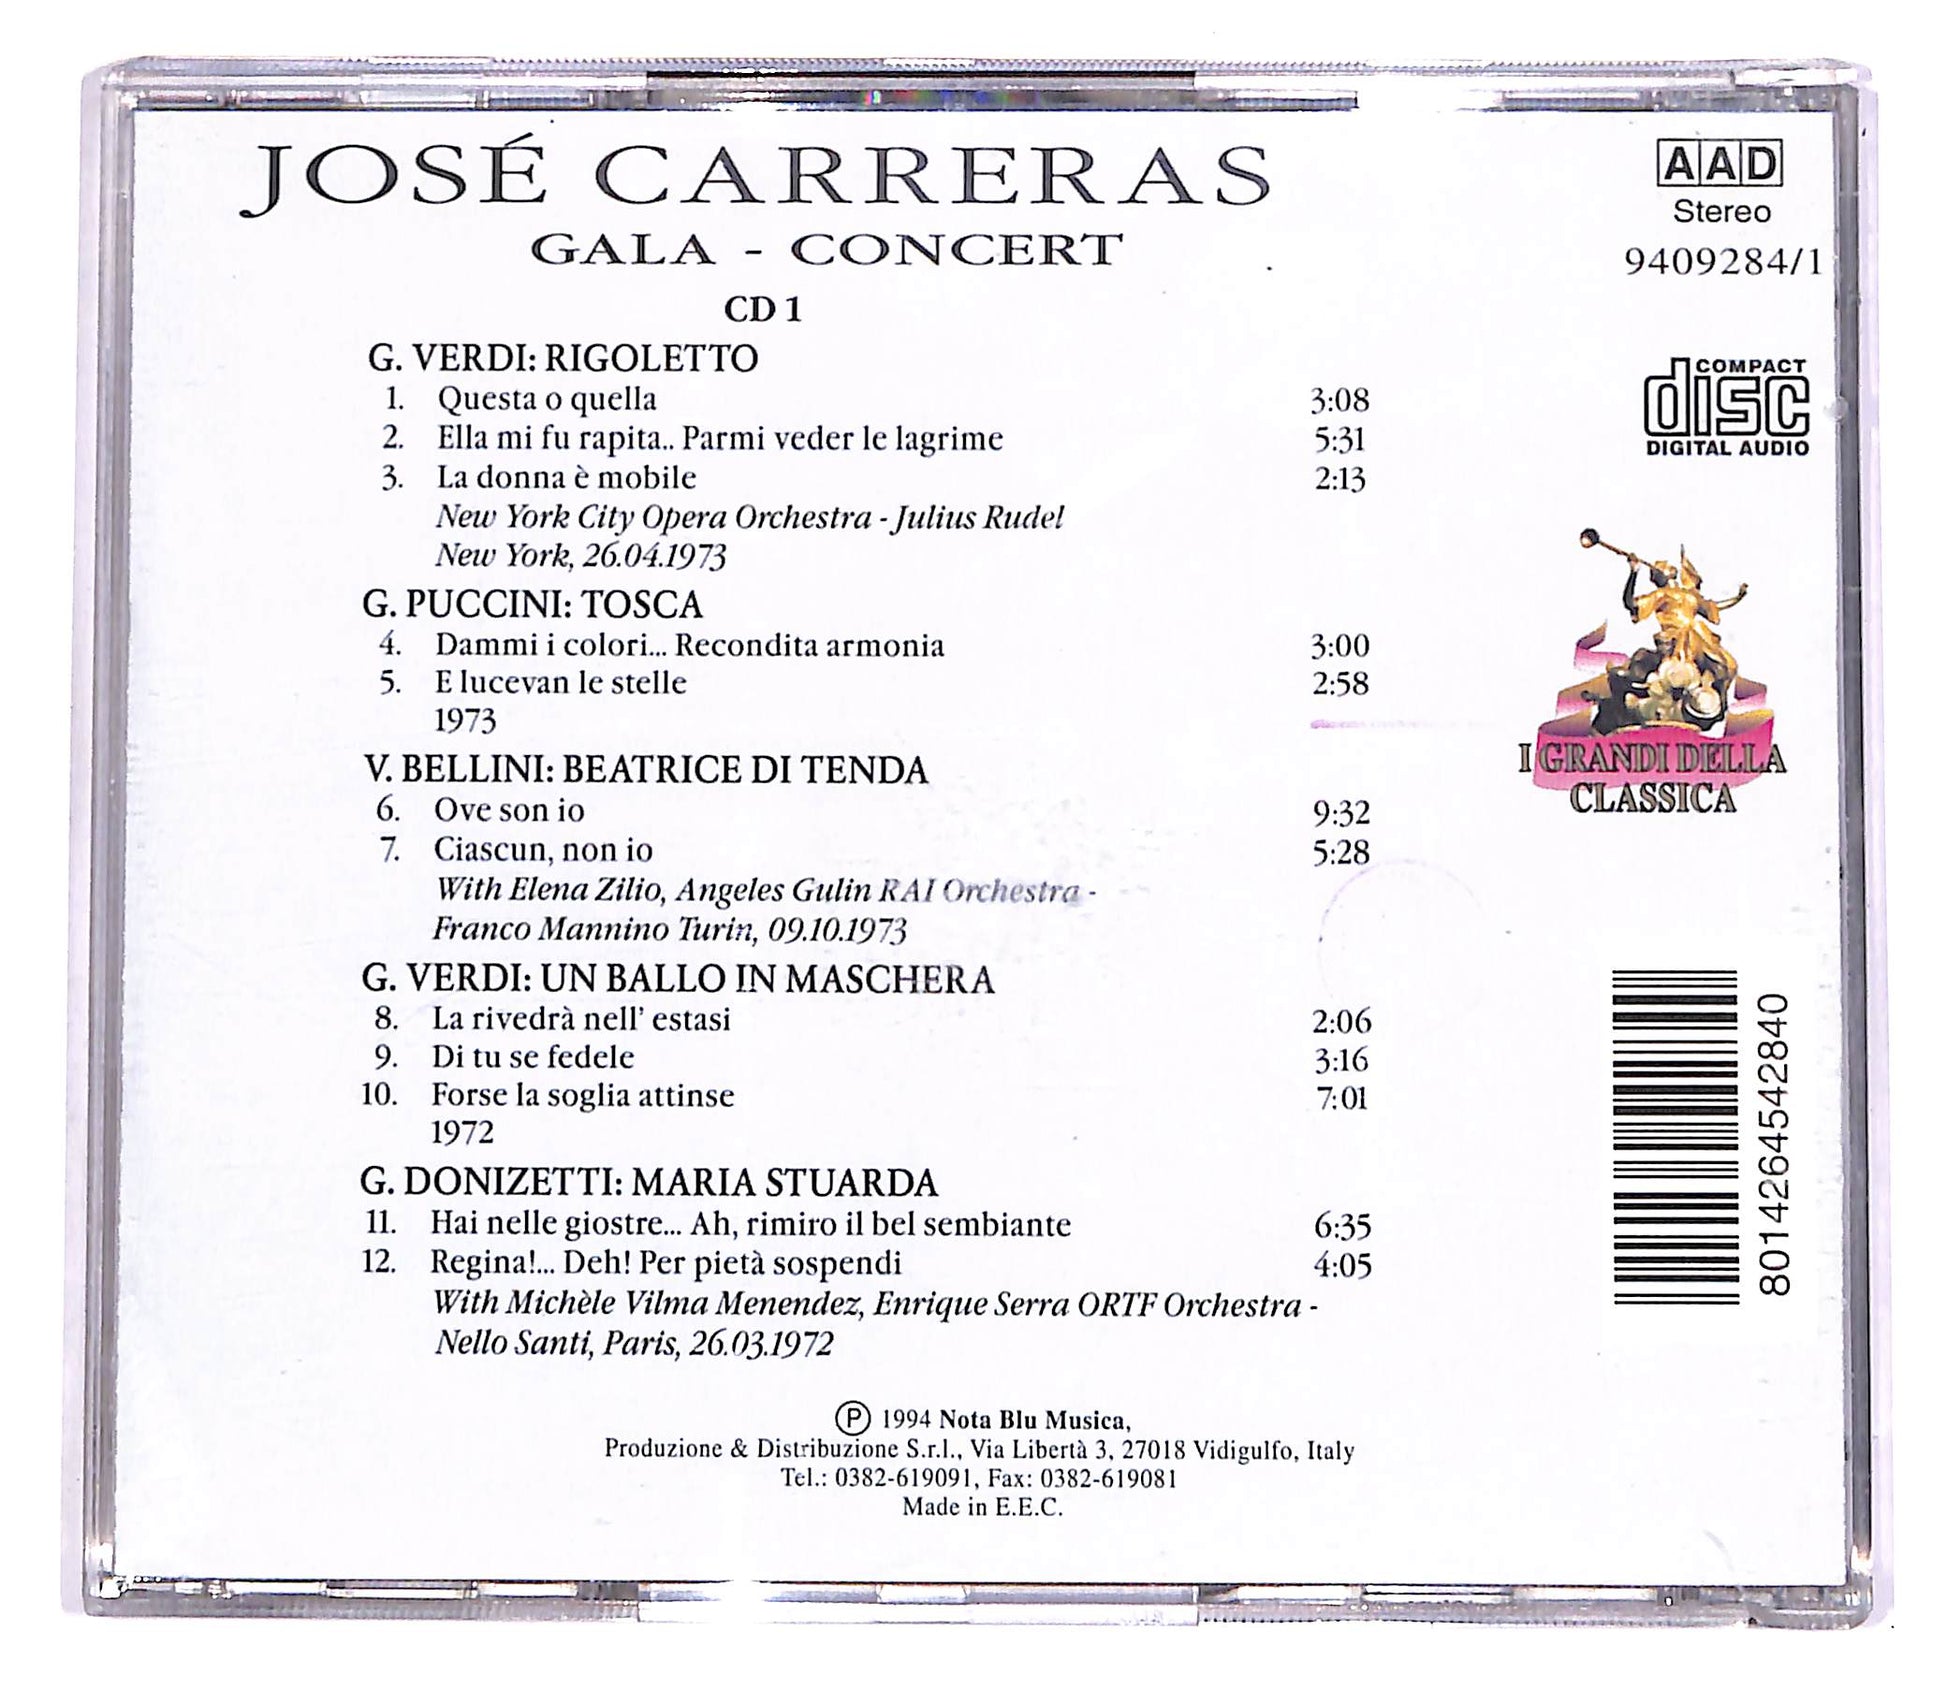 JOSÉ CARRERAS
GALA - CONCERT
CD 1
G. VERDI: RIGOLETTO
1. Questa o quella 3:08
2. Ella mi fu rapita.. Parmi veder le lagrime 5:31
3. La donna è mobile 2:13
New York City Opera Orchestra - Julius Rudel
New York, 26.04.1973
G. PUCCINI: TOSCA
4. Dammi i colori... Recondita armonia 3:00
5. E lucevan le stelle 2:58
1973
V. BELLINI: BEATRICE DI TENDA
6. Ove son io 9:32
7. Ciascun, non io 5:28
With Elena Zilio, Angeles Gulin RAI Orchestra -
Franco Mannino Turin, 09.10.1973
G. VERDI: UN BALLO IN MASCHERA
8. La rivedrà nell' estasi 2:06
9. Di tu se fedele 3:16
10. Forse la soglia attinse 7:01
1972
G. DONIZETTI: MARIA STUARDA
11. Hai nelle giostre... Ah, rimiro il bel sembiante 6:35
12. Regina!... Deh! Per pietà sospendi 4:05
With Michèle Vilma Menendez, Enrique Serra ORTF Orchestra -
Nello Santi, Paris, 26.03.1972
Ⓟ 1994 Nota Blu Musica,
Produzione & Distribuzione S.r.l., Via Libertà 3, 27018 Vidigulfo, Italy
Tel.: 0382-619091, Fax: 0382-619081
Made in E.E.C.
AAD
Stereo
9409284/1
COMPACT
disc
DIGITAL AUDIO
I GRANDI DELLA
CLASSICA
8014264542840